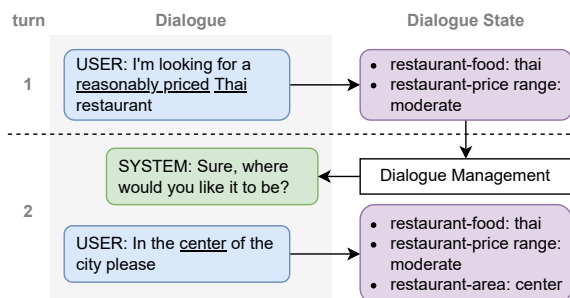 turn
Dialogue
Dialogue State
1
USER: I'm looking for a
reasonably priced Thai
restaurant
• restaurant-food: thai
• restaurant-price range:
moderate
2
SYSTEM: Sure, where
would you like it to be?
Dialogue Management
USER: In the center of the
city please
• restaurant-food: thai
• restaurant-price range:
moderate
• restaurant-area: center